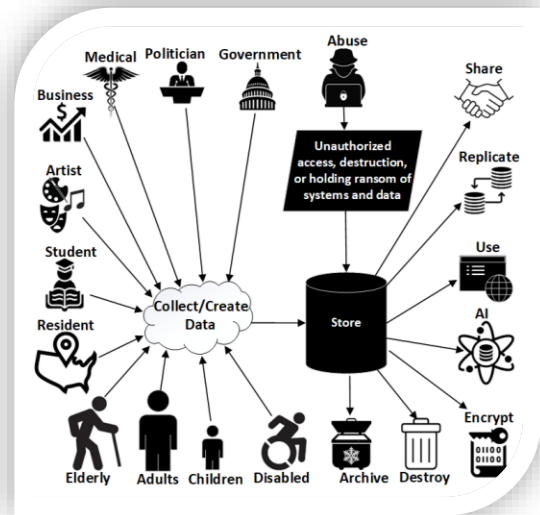 Medical
Politician
Government
Abuse
Share
Business
$
Unauthorized
access, destruction,
or holding ransom of
systems and data
Replicate
Artist
Use
Student
Collect/Create
Data
Store
AI
Resident
Encrypt
Elderly
Adults
Children
Disabled
Archive
Destroy